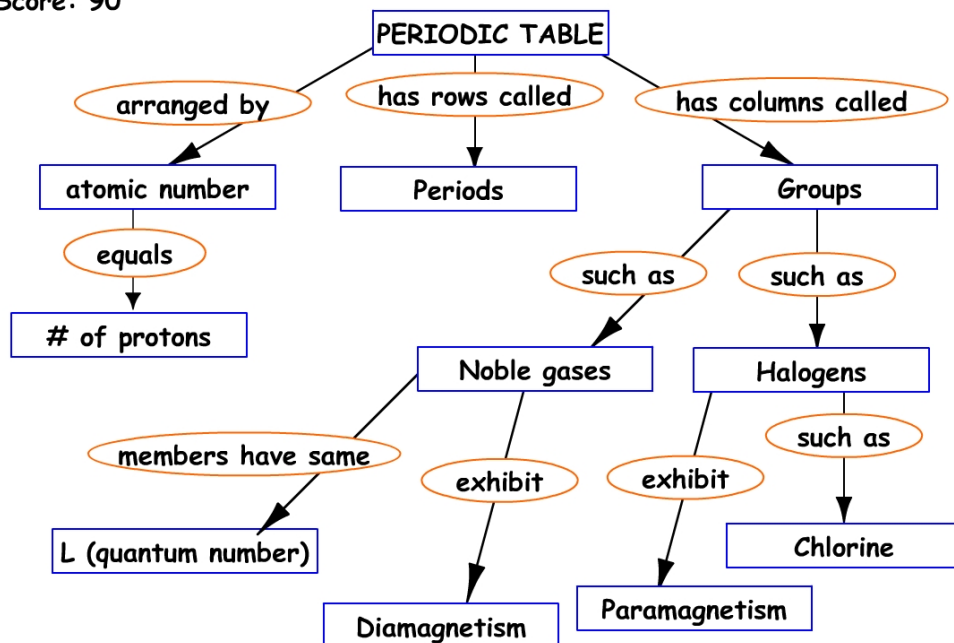 Score: 90
PERIODIC TABLE
arranged by
has rows called
has columns called
atomic number
Periods
Groups
equals
such as
such as
# of protons
Noble gases
Halogens
members have same
exhibit
exhibit
such as
L (quantum number)
Chlorine
Diamagnetism
Paramagnetism